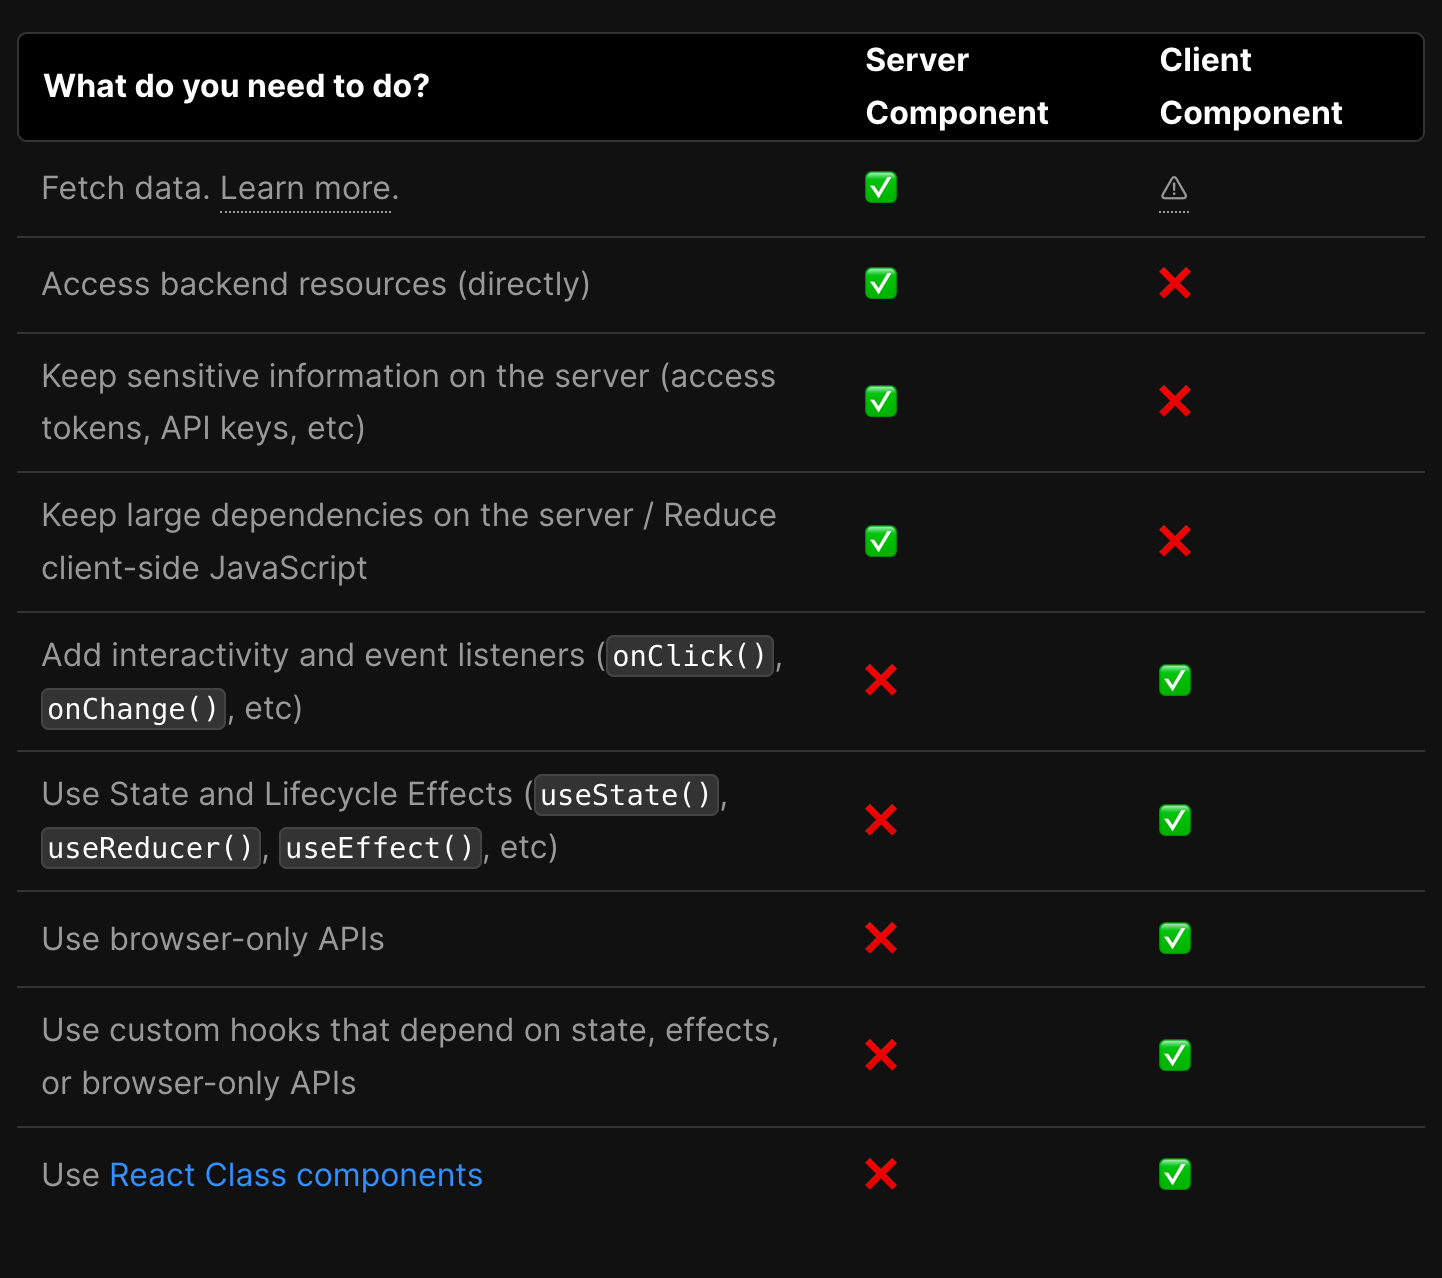 What do you need to do?
Server
Component
Client
Component
Fetch data. Learn more.
Access backend resources (directly)
Keep sensitive information on the server (access
tokens, API keys, etc)
Keep large dependencies on the server / Reduce
client-side JavaScript
Add interactivity and event listeners (onClick(),
onChange(), etc)
Use State and Lifecycle Effects (useState(),
useReducer(), useEffect(), etc)
Use browser-only APIs
Use custom hooks that depend on state, effects,
or browser-only APIs
Use React Class components